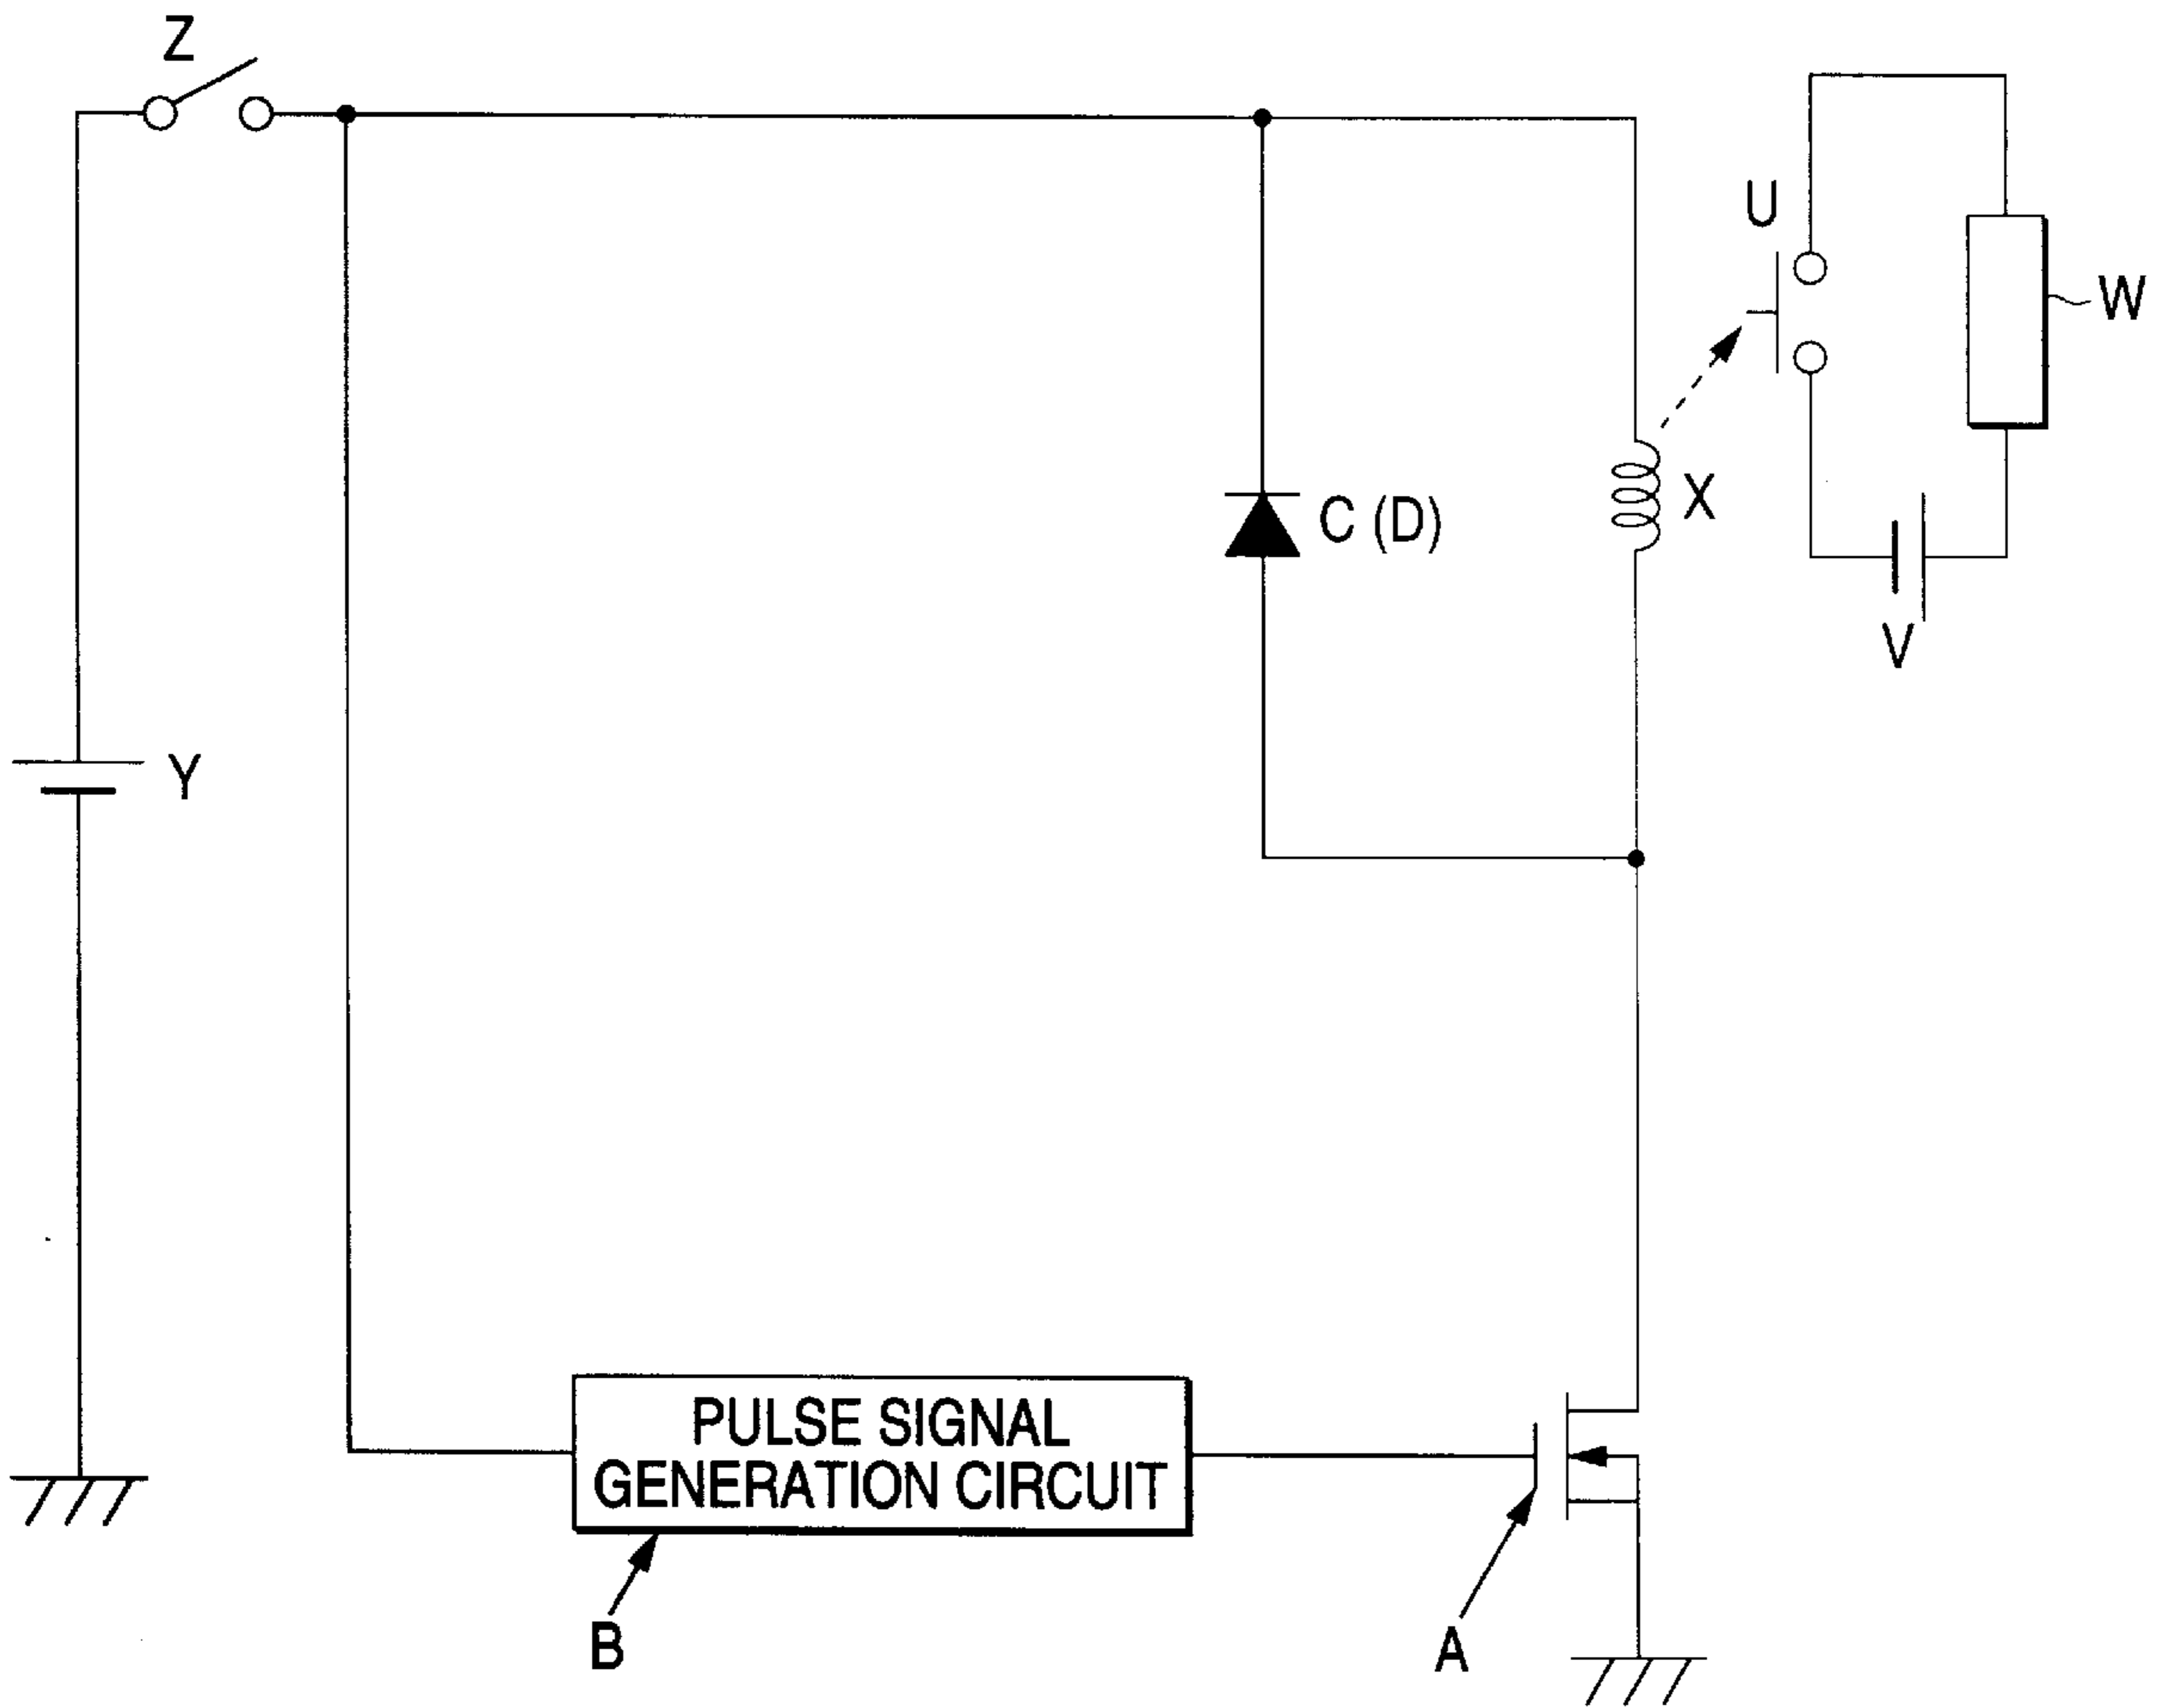 Z
U
W
C (D)
X
V
Y
PULSE SIGNAL
GENERATION CIRCUIT
B
A